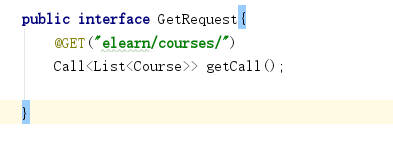 public interface GetRequest{
@GET("elearn/courses/")
Call<List<Course>> getCall();
}